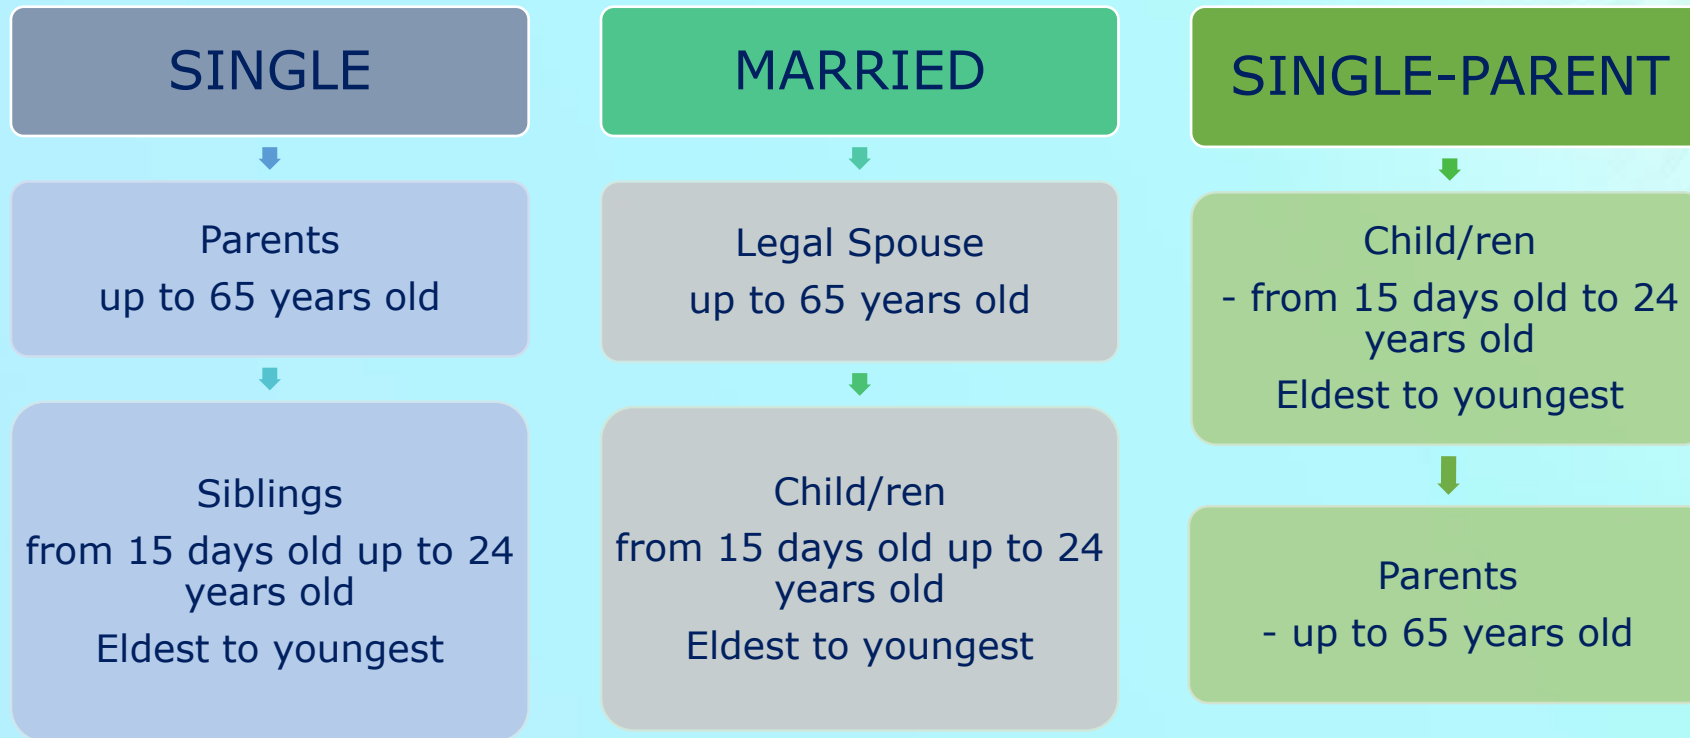 SINGLE
Parents
up to 65 years old
Siblings
from 15 days old up to 24
years old
Eldest to youngest
MARRIED
Legal Spouse
up to 65 years old
Child/ren
from 15 days old up to 24
years old
Eldest to youngest
SINGLE-PARENT
Child/ren
- from 15 days old to 24
years old
Eldest to youngest
Parents
- up to 65 years old